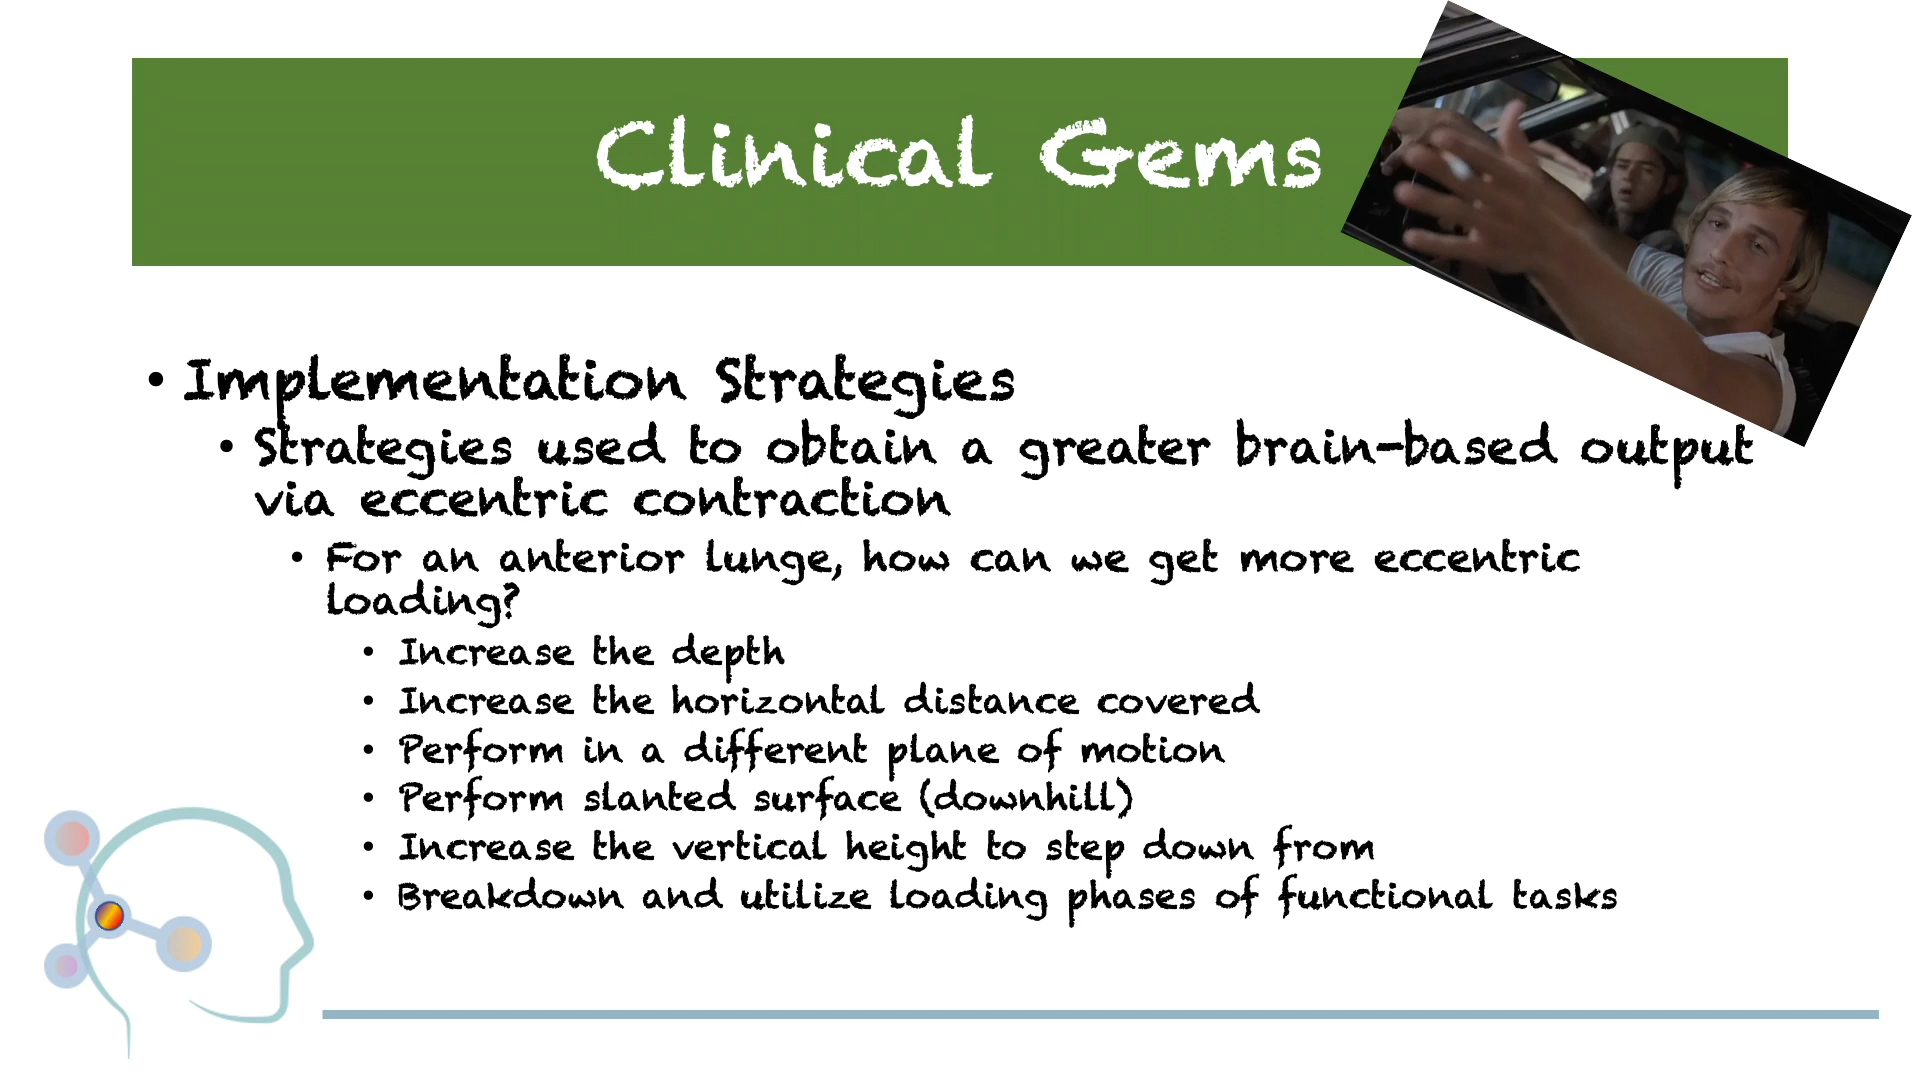 Clinical Gems
• Implementation Strategies
• Strategies used to obtain a greater brain-based output
via eccentric contraction
• For an anterior lunge, how can we get more eccentric
loading?
• Increase the depth
• Increase the horizontal distance covered
• Perform in a different plane of motion
• Perform slanted surface (downhill)
• Increase the vertical height to step down from
• Breakdown and utilize loading phases of functional tasks